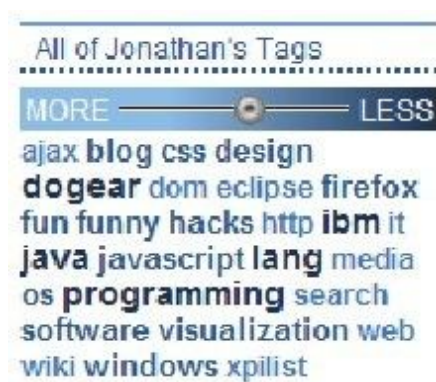 All of Jonathan's Tags
MORE LESS
ajax blog css design
dogear dom eclipse firefox
fun funny hacks http ibm it
java javascript lang media
os programming search
software visualization web
wiki windows xpilist